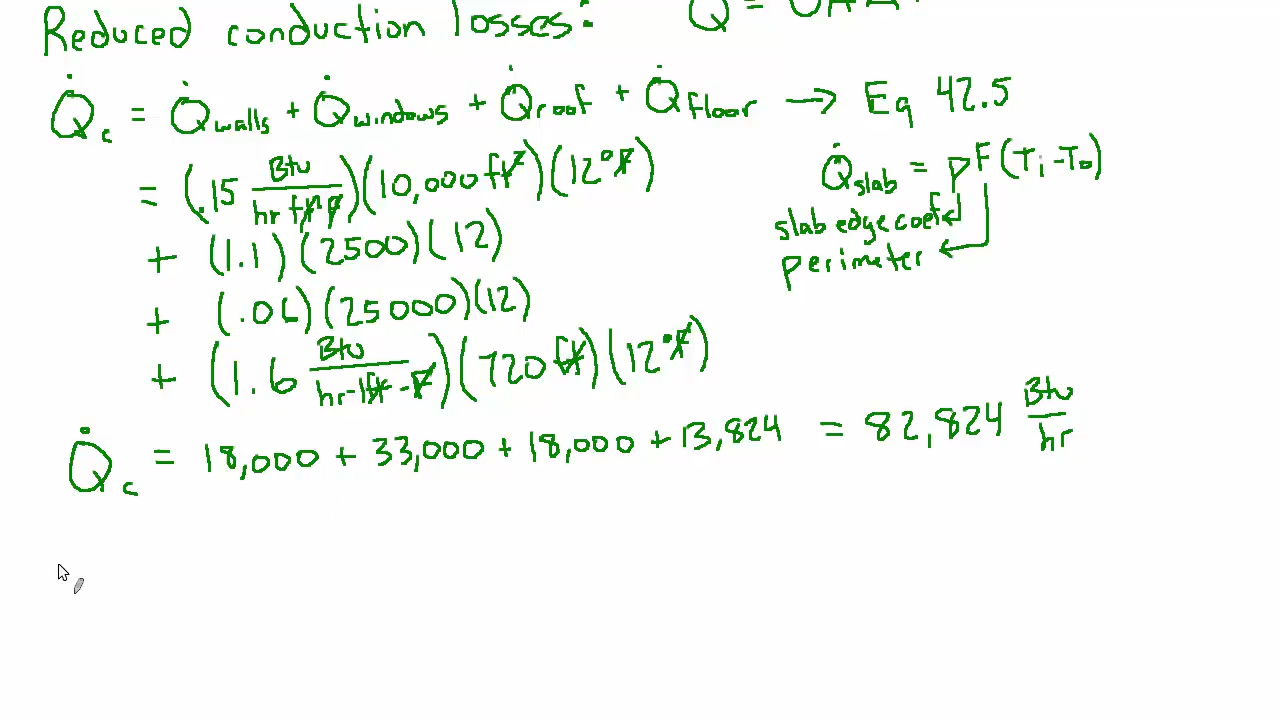 Reduced conduction losses: Q = UAΔT
Q̇c = Q̇walls + Q̇windows + Q̇roof + Q̇floor → Eq 42.5
= (.15 Btu/hr ft² °F)(10,000 ft²)(12°F)
Q̇slab = pF(Ti - To)
slab edge coef
perimeter
+ (1.1)(2500)(12)
+ (.06)(25000)(12)
+ (1.6 Btu/hr-ft-F)(720 ft)(12°F)
Q̇c = 18,000 + 33,000 + 18,000 + 13,824 = 82,824 Btu/hr